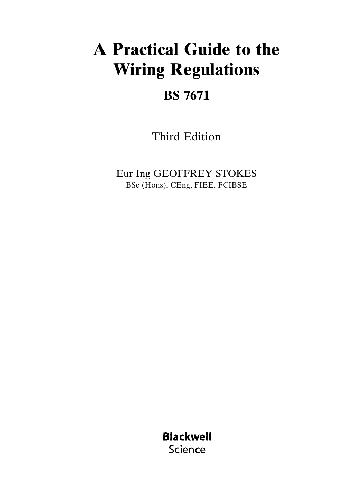 A Practical Guide to the
Wiring Regulations
BS 7671
Third Edition
Eur Ing GEOFFREY STOKES
BSc (Hons), CEng, FIEE, FCIBSE
Blackwell
Science